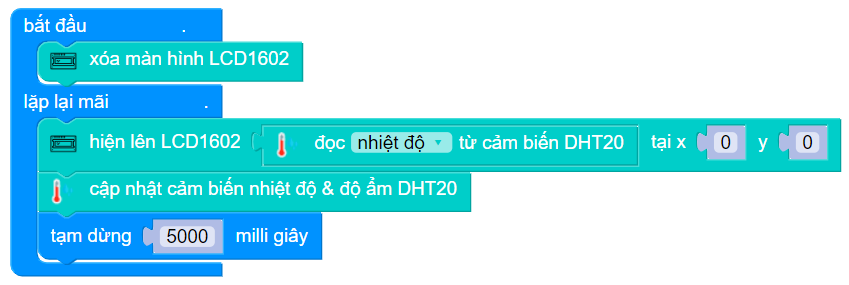 bắt đầu .
xóa màn hình LCD1602
lặp lại mãi .
hiện lên LCD1602 đọc nhiệt độ từ cảm biến DHT20 tại x 0 y 0
cập nhật cảm biến nhiệt độ & độ ẩm DHT20
tạm dừng 5000 milli giây